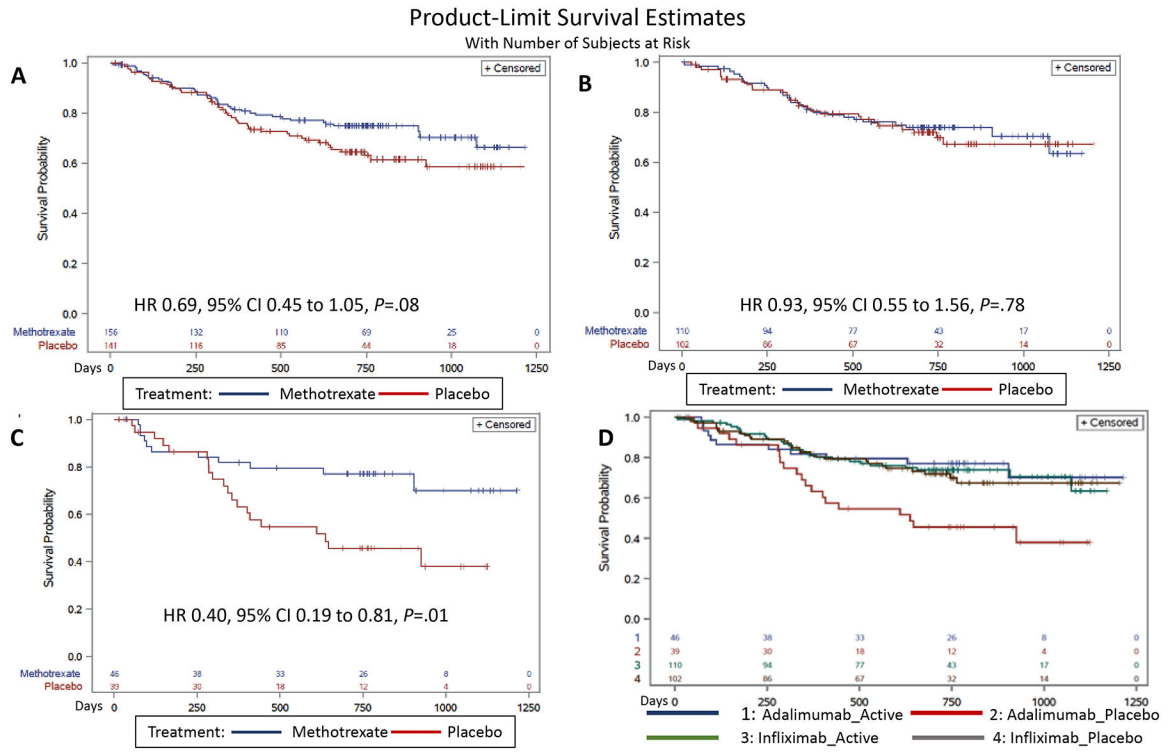 Product-Limit Survival Estimates
With Number of Subjects at Risk
A
+ Censored
1.0
0.8
0.6
0.4
0.2
0.0
Survival Probability
HR 0.69, 95% CI 0.45 to 1.05, P=.08
Methotrexate 156 132 110 69 25 0
Placebo 141 116 85 44 18 0
Days 0 250 500 750 1000 1250
Treatment: Methotrexate Placebo
B
+ Censored
1.0
0.8
0.6
0.4
0.2
0.0
Survival Probability
HR 0.93, 95% CI 0.55 to 1.56, P=.78
Methotrexate 110 94 77 43 17 0
Placebo 102 86 67 32 14 0
Days 0 250 500 750 1000 1250
Treatment: Methotrexate Placebo
C
+ Censored
1.0
0.8
0.6
0.4
0.2
0.0
Survival Probability
HR 0.40, 95% CI 0.19 to 0.81, P=.01
Methotrexate 46 38 33 26 8 0
Placebo 39 30 18 12 4 0
Days 0 250 500 750 1000 1250
Treatment: Methotrexate Placebo
D
+ Censored
1.0
0.8
0.6
0.4
0.2
0.0
Survival Probability
1 46 38 33 26 8 0
2 39 30 18 12 4 0
3 110 94 77 43 17 0
4 102 86 67 32 14 0
Days 0 250 500 750 1000 1250
1: Adalimumab_Active 2: Adalimumab_Placebo
3: Infliximab_Active 4: Infliximab_Placebo